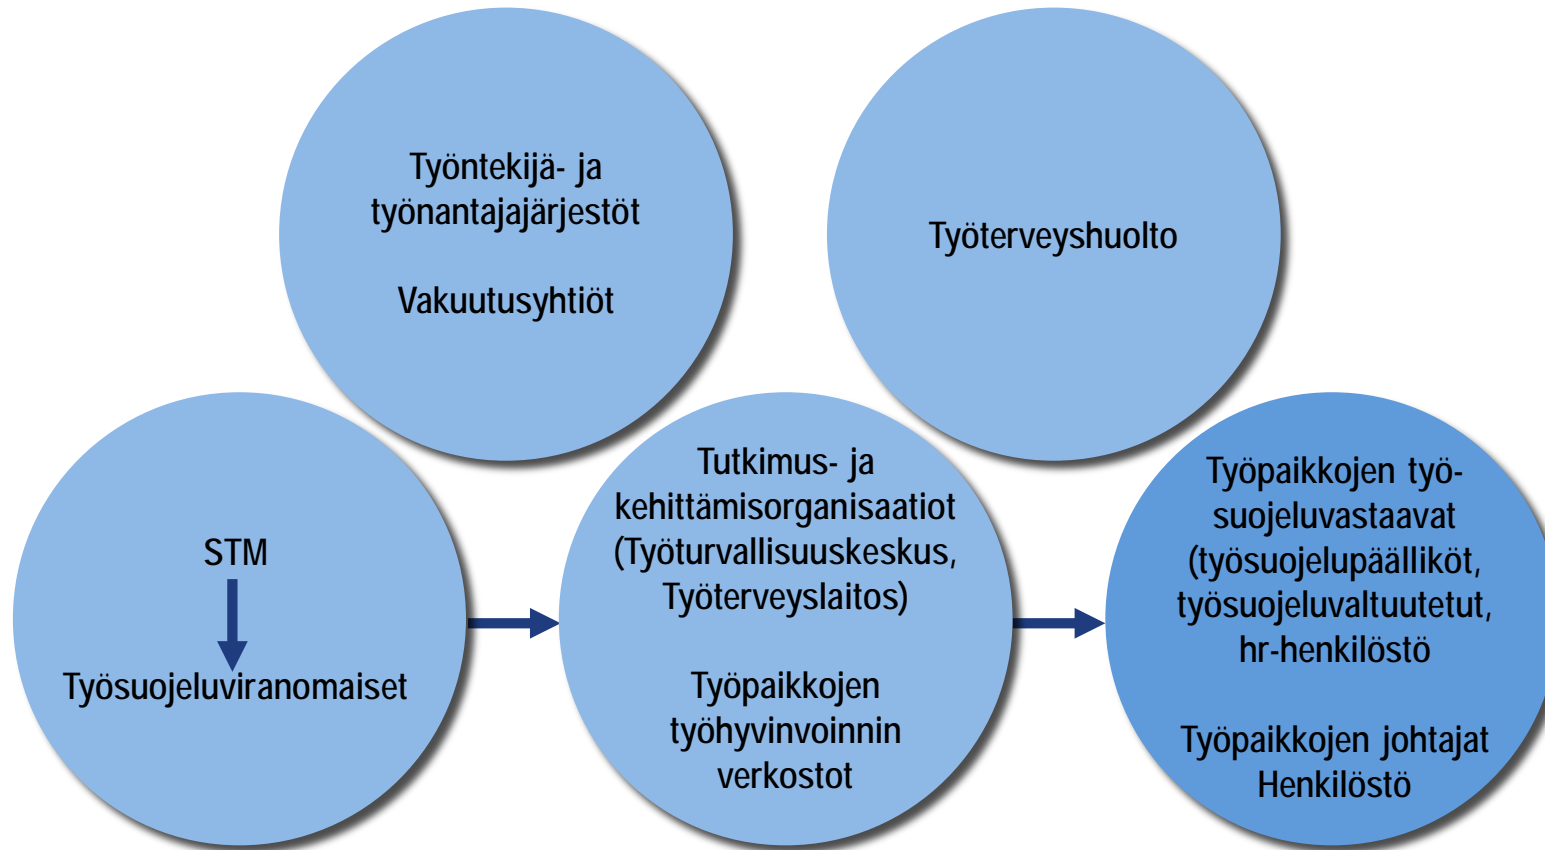 Työntekijä- ja
työnantajajärjestöt
Vakuutusyhtiöt
Työterveyshuolto
STM
Työsuojeluviranomaiset
Tutkimus- ja
kehittämisorganisaatiot
(Työturvallisuuskeskus,
Työterveyslaitos)
Työpaikkojen
työhyvinvoinnin
verkostot
Työpaikkojen työ-
suojeluvastaavat
(työsuojelupäälliköt,
työsuojeluvaltuutetut,
hr-henkilöstö
Työpaikkojen johtajat
Henkilöstö